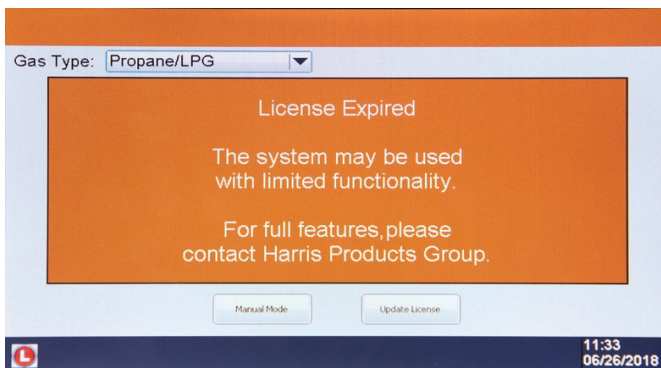 Gas Type: Propane/LPG
License Expired
The system may be used
with limited functionality.
For full features,please
contact Harris Products Group.
Manual Mode Update License
L
11:33
06/26/2018